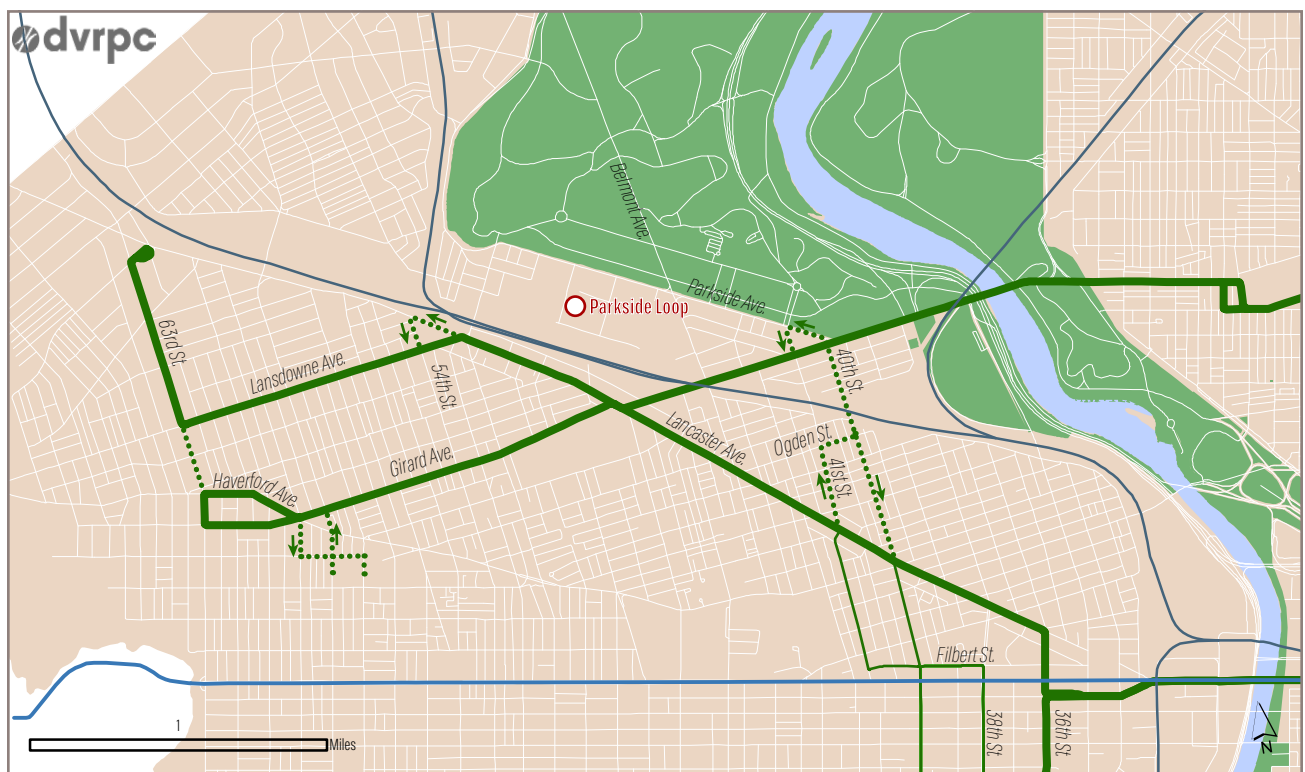 dvrpc
Belmont Ave.
Parkside Ave.
Parkside Loop
63rd St.
Lansdowne Ave.
54th St.
40th St.
Lancaster Ave.
Ogden St.
41st St.
Girard Ave.
Haverford Ave.
Filbert St.
38th St.
36th St.
1
Miles
N